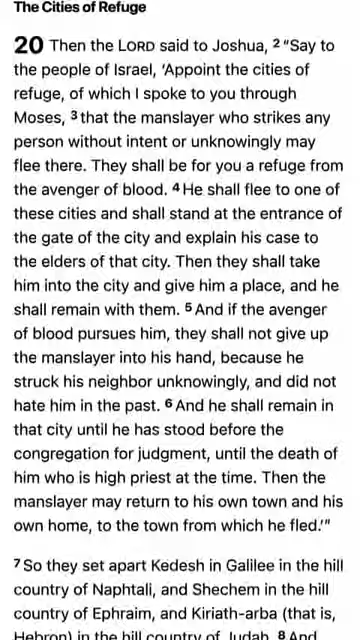 The Cities of Refuge
20 Then the LORD said to Joshua, 2 "Say to
the people of Israel, 'Appoint the cities of
refuge, of which I spoke to you through
Moses, 3 that the manslayer who strikes any
person without intent or unknowingly may
flee there. They shall be for you a refuge from
the avenger of blood. 4 He shall flee to one of
these cities and shall stand at the entrance of
the gate of the city and explain his case to
the elders of that city. Then they shall take
him into the city and give him a place, and he
shall remain with them. 5 And if the avenger
of blood pursues him, they shall not give up
the manslayer into his hand, because he
struck his neighbor unknowingly, and did not
hate him in the past. 6 And he shall remain in
that city until he has stood before the
congregation for judgment, until the death of
him who is high priest at the time. Then the
manslayer may return to his own town and his
own home, to the town from which he fled.'"
7 So they set apart Kedesh in Galilee in the hill
country of Naphtali, and Shechem in the hill
country of Ephraim, and Kiriath-arba (that is,
Hebron) in the hill country of Judah. 8 And